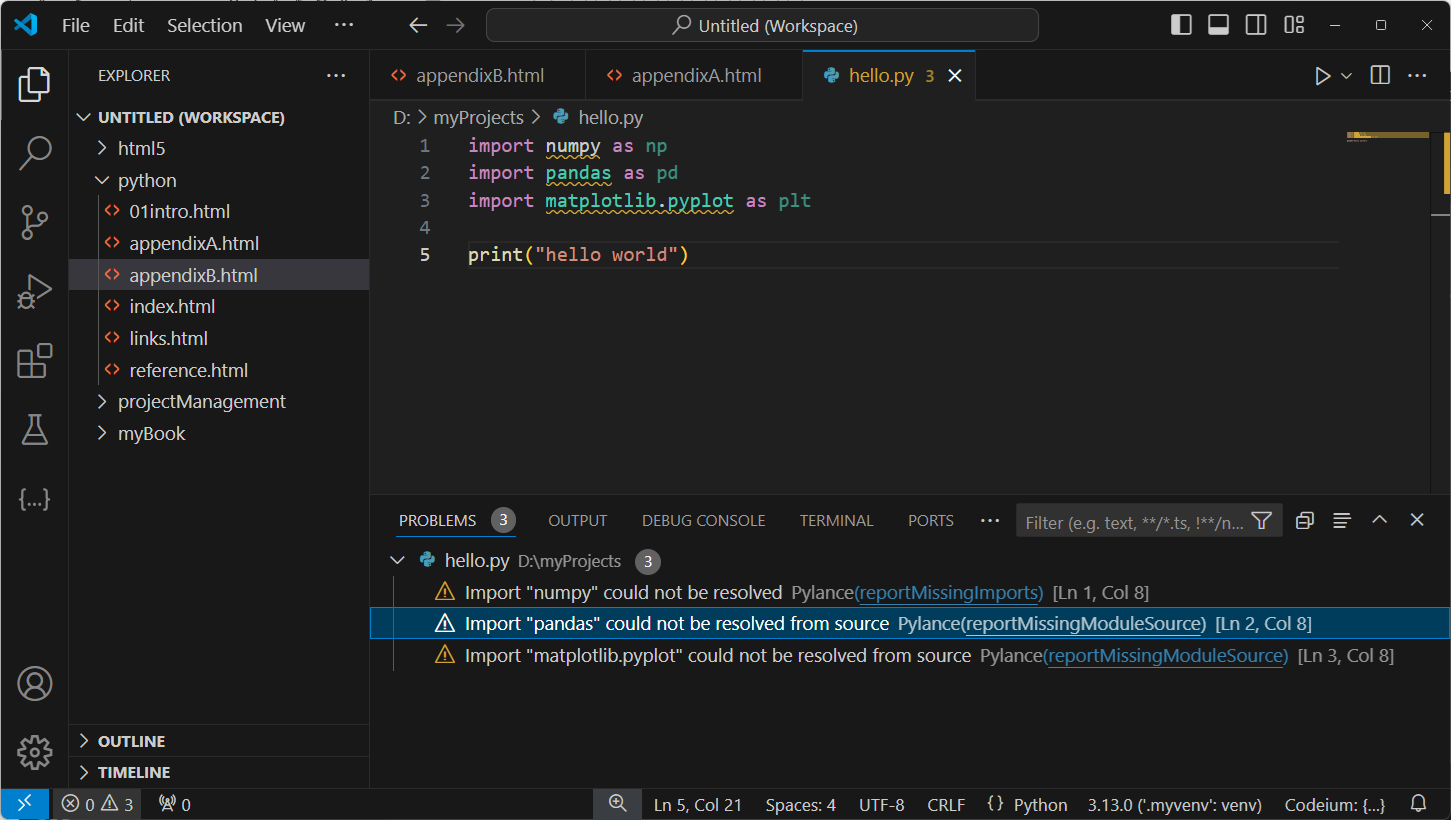 File Edit Selection View ··· Untitled (Workspace)
EXPLORER ···
UNTITLED (WORKSPACE)
html5
python
01intro.html
appendixA.html
appendixB.html
index.html
links.html
reference.html
projectManagement
myBook
OUTLINE
TIMELINE
appendixB.html appendixA.html hello.py 3
D: > myProjects > hello.py
1 import numpy as np
2 import pandas as pd
3 import matplotlib.pyplot as plt
4
5 print("hello world")
PROBLEMS 3 OUTPUT DEBUG CONSOLE TERMINAL PORTS ··· Filter (e.g. text, **/*.ts, !**/n...
hello.py D:\myProjects 3
Import "numpy" could not be resolved Pylance(reportMissingImports) [Ln 1, Col 8]
Import "pandas" could not be resolved from source Pylance(reportMissingModuleSource) [Ln 2, Col 8]
Import "matplotlib.pyplot" could not be resolved from source Pylance(reportMissingModuleSource) [Ln 3, Col 8]
0 3 0 Ln 5, Col 21 Spaces: 4 UTF-8 CRLF {} Python 3.13.0 ('.myvenv': venv) Codeium: {...}